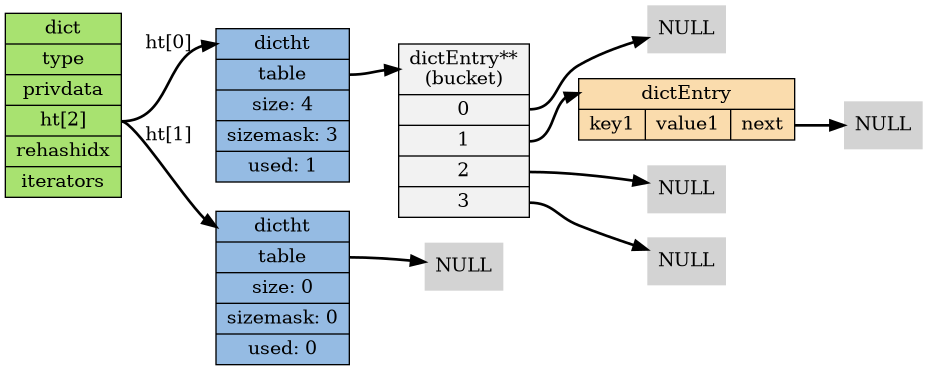 dict
type
privdata
ht[2]
rehashidx
iterators
ht[0]
ht[1]
dictht
table
size: 4
sizemask: 3
used: 1
dictht
table
size: 0
sizemask: 0
used: 0
dictEntry**
(bucket)
0
1
2
3
NULL
NULL
dictEntry
key1 value1 next
NULL
NULL
NULL